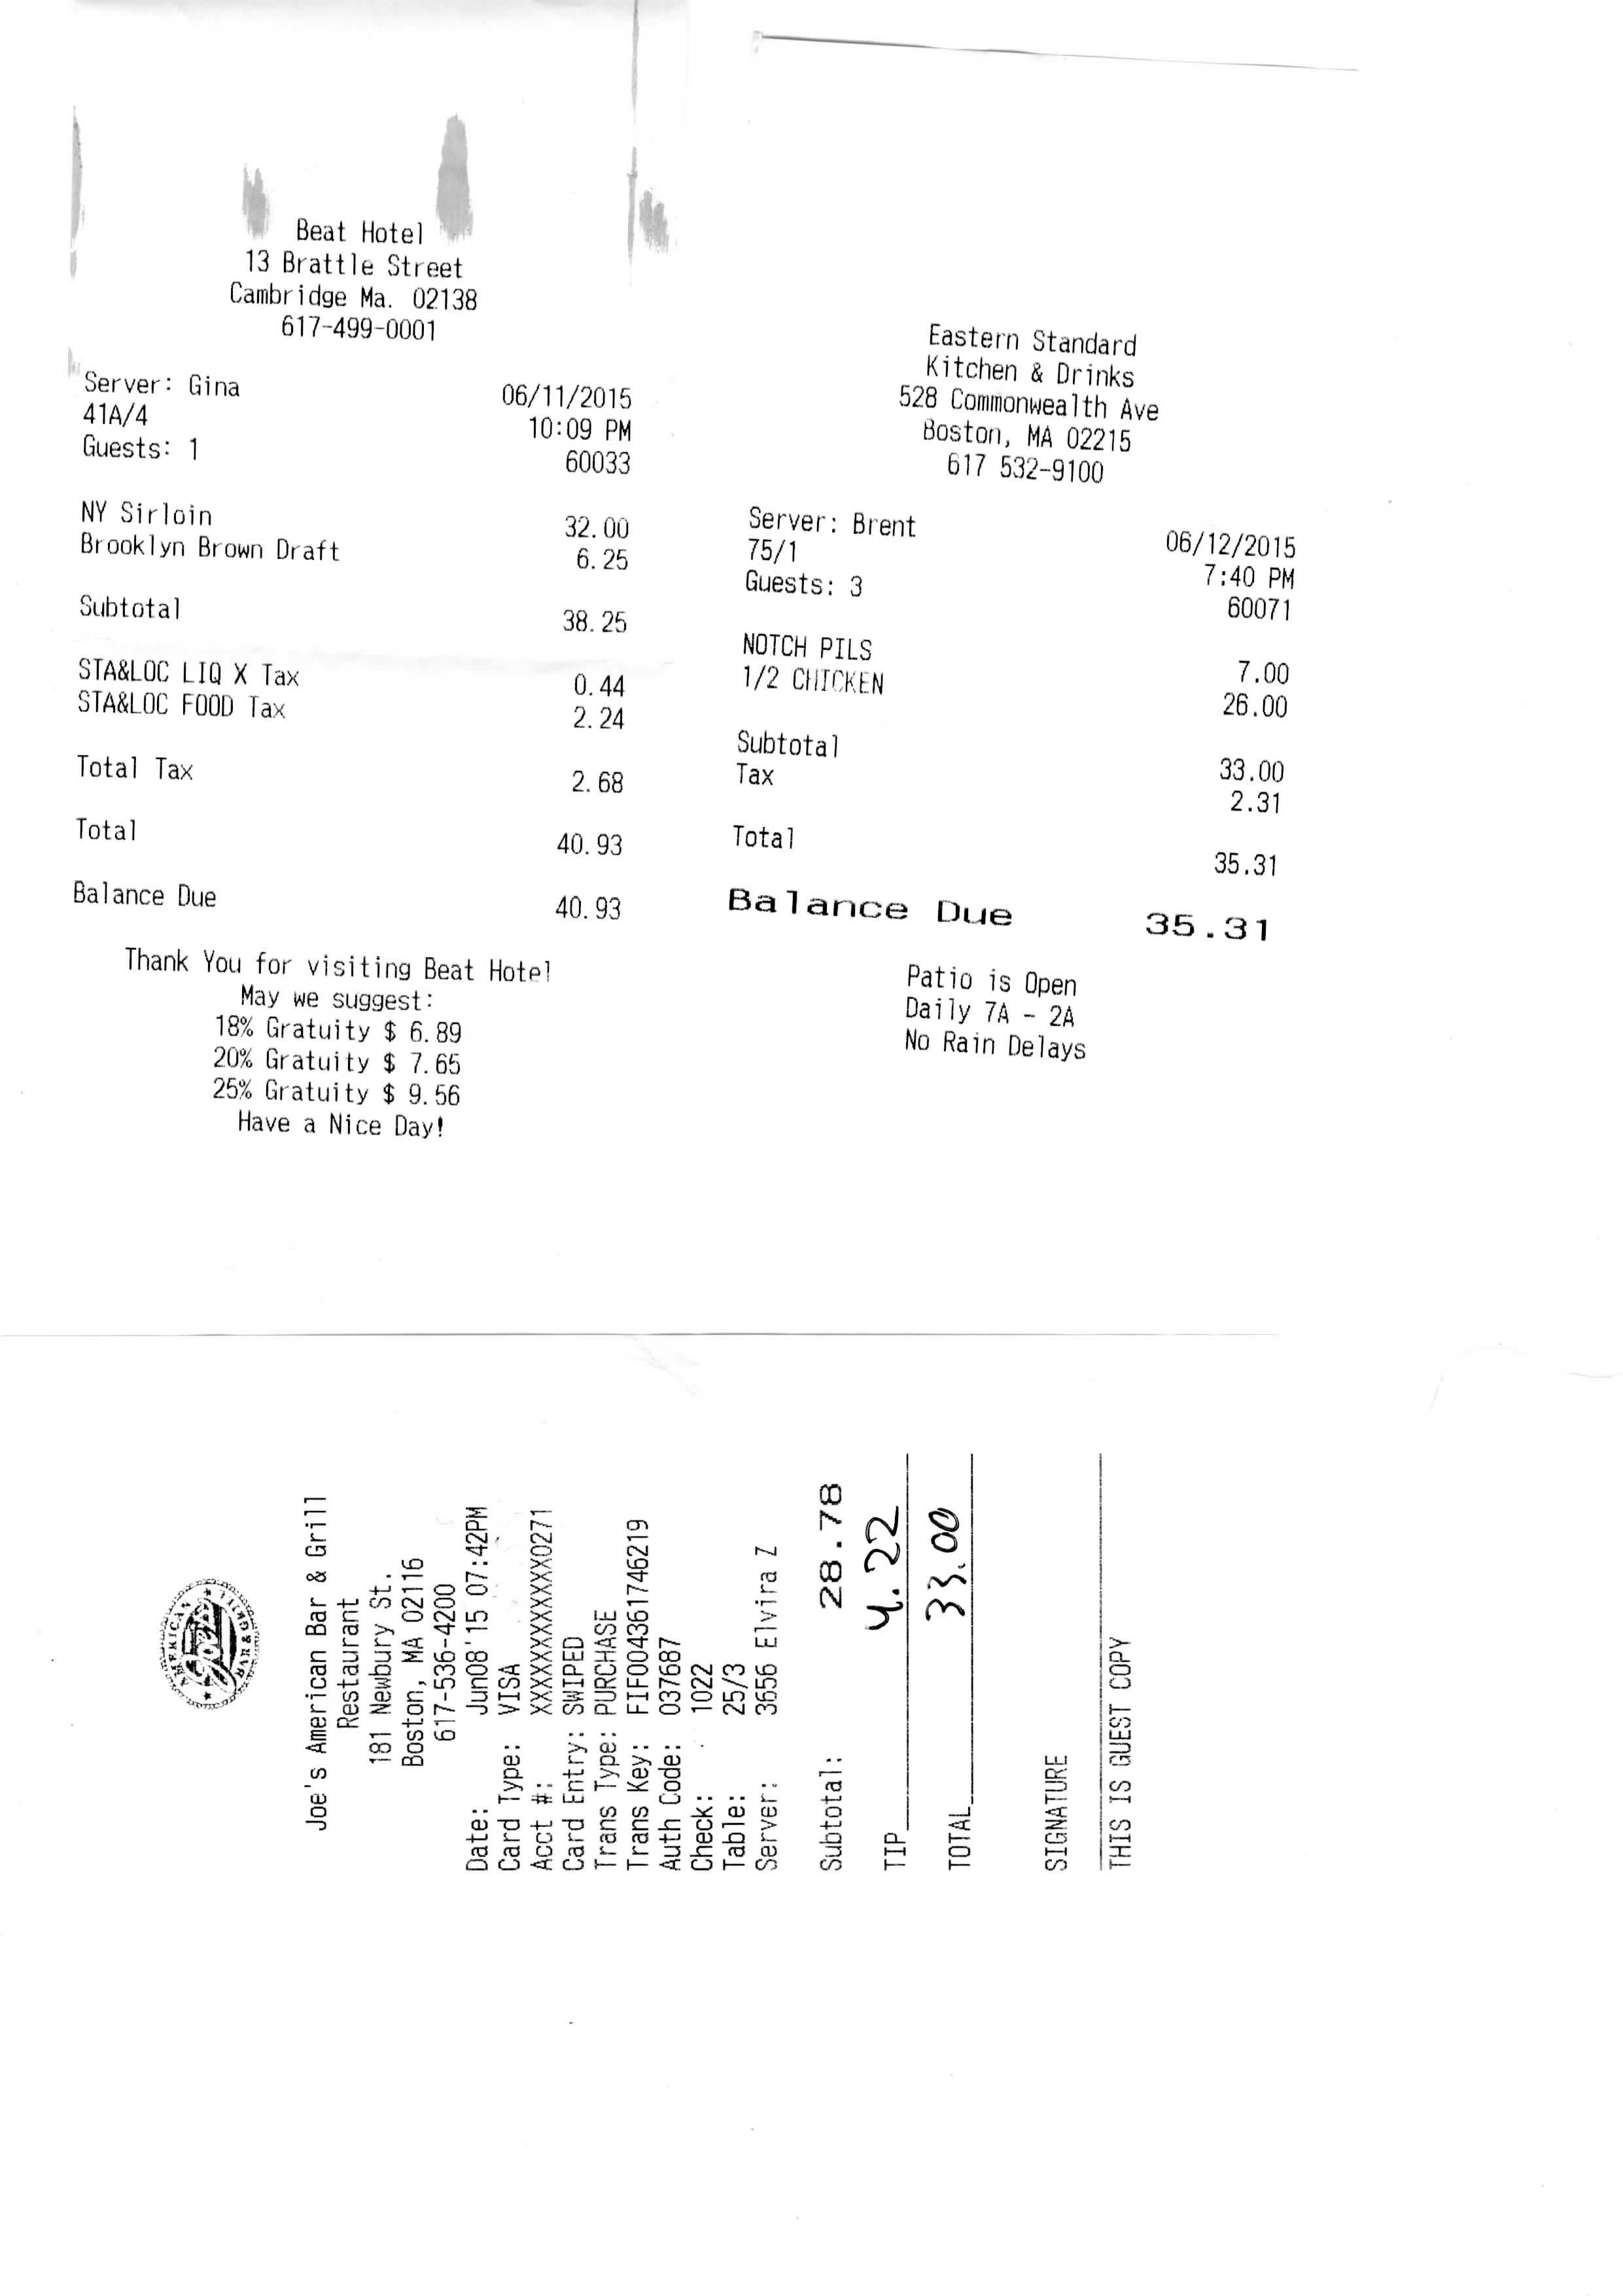 Beat Hotel
13 Brattle Street
Cambridge Ma. 02138
617-499-0001
Server: Gina 06/11/2015
41A/4 10:09 PM
Guests: 1 60033
NY Sirloin 32.00
Brooklyn Brown Draft 6.25
Subtotal 38.25
STA&LOC LIQ X Tax 0.44
STA&LOC FOOD Tax 2.24
Total Tax 2.68
Total 40.93
Balance Due 40.93
Thank You for visiting Beat Hotel
May we suggest:
18% Gratuity $ 6.89
20% Gratuity $ 7.65
25% Gratuity $ 9.56
Have a Nice Day!
Eastern Standard
Kitchen & Drinks
528 Commonwealth Ave
Boston, MA 02215
617 532-9100
Server: Brent 06/12/2015
75/1 7:40 PM
Guests: 3 60071
NOTCH PILS 7.00
1/2 CHICKEN 26.00
Subtotal 33.00
Tax 2.31
Total 35.31
Balance Due 35.31
Patio is Open
Daily 7A - 2A
No Rain Delays
AMERICAN
Joe's
BAR & GRILL
Joe's American Bar & Grill
Restaurant
181 Newbury St.
Boston, MA 02116
617-536-4200
Date: Jun08'15 07:42PM
Card Type: VISA
Acct #: XXXXXXXXXXXX0271
Card Entry: SWIPED
Trans Type: PURCHASE
Trans Key: FIF004361746219
Auth Code: 037687
Check: 1022
Table: 25/3
Server: 3656 Elvira Z
Subtotal: 28.78
TIP 4.22
TOTAL 33.00
SIGNATURE
THIS IS GUEST COPY